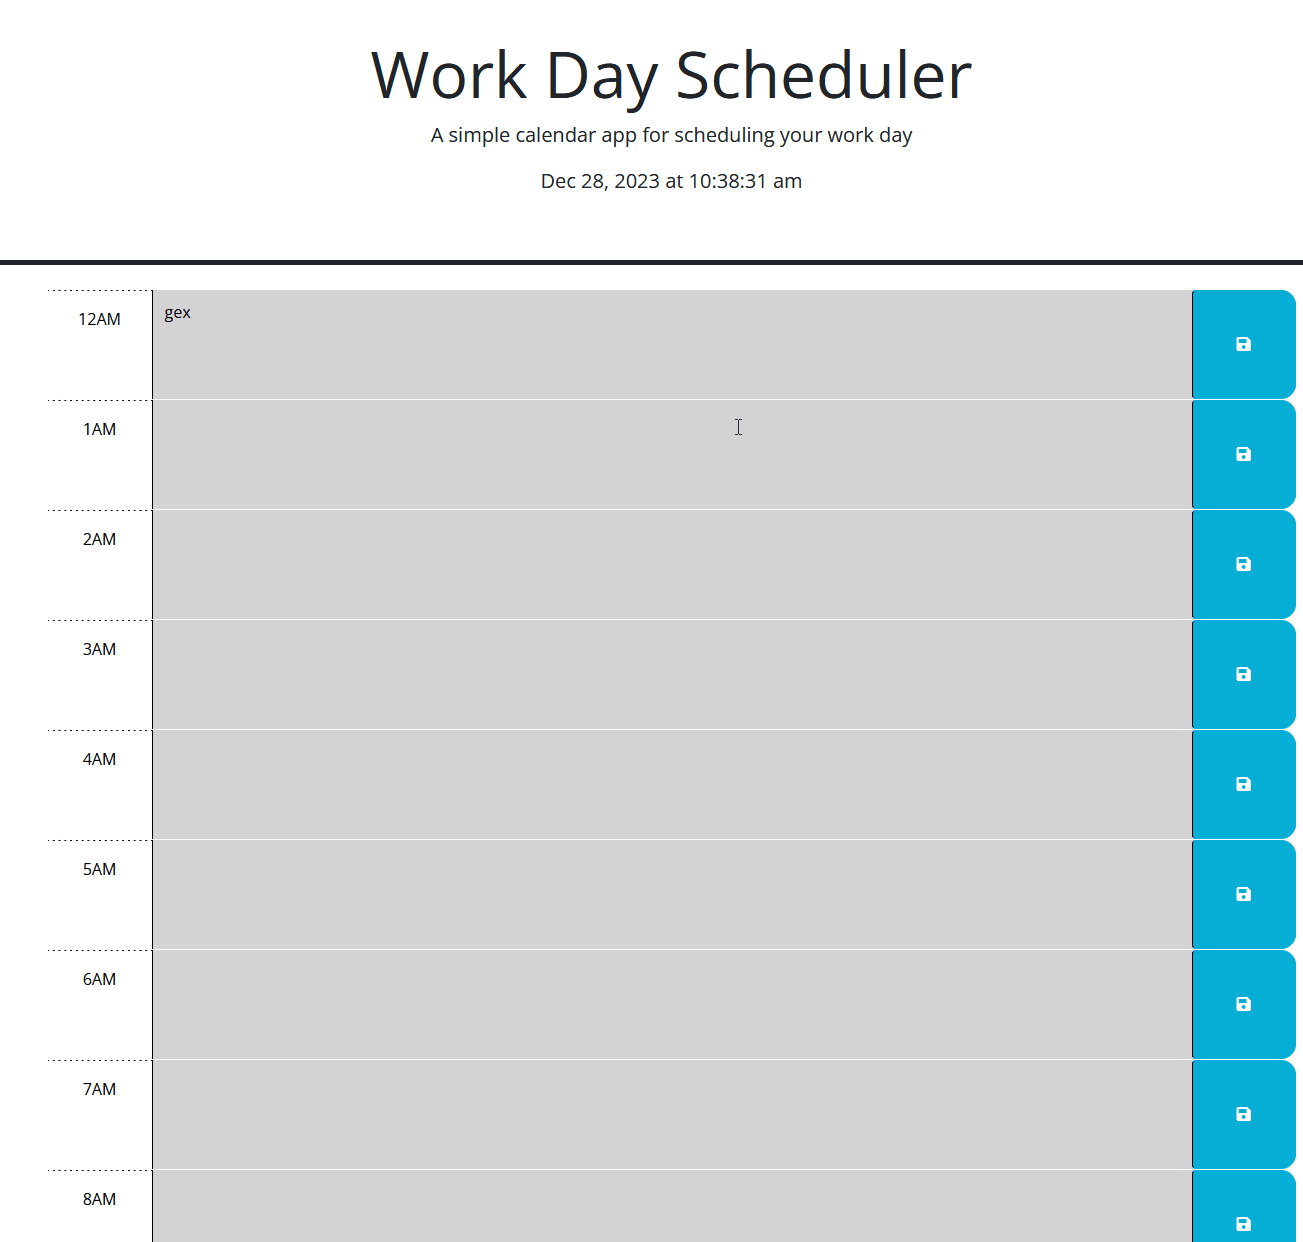 Work Day Scheduler
A simple calendar app for scheduling your work day
Dec 28, 2023 at 10:38:31 am
12AM
gex
1AM
2AM
3AM
4AM
5AM
6AM
7AM
8AM